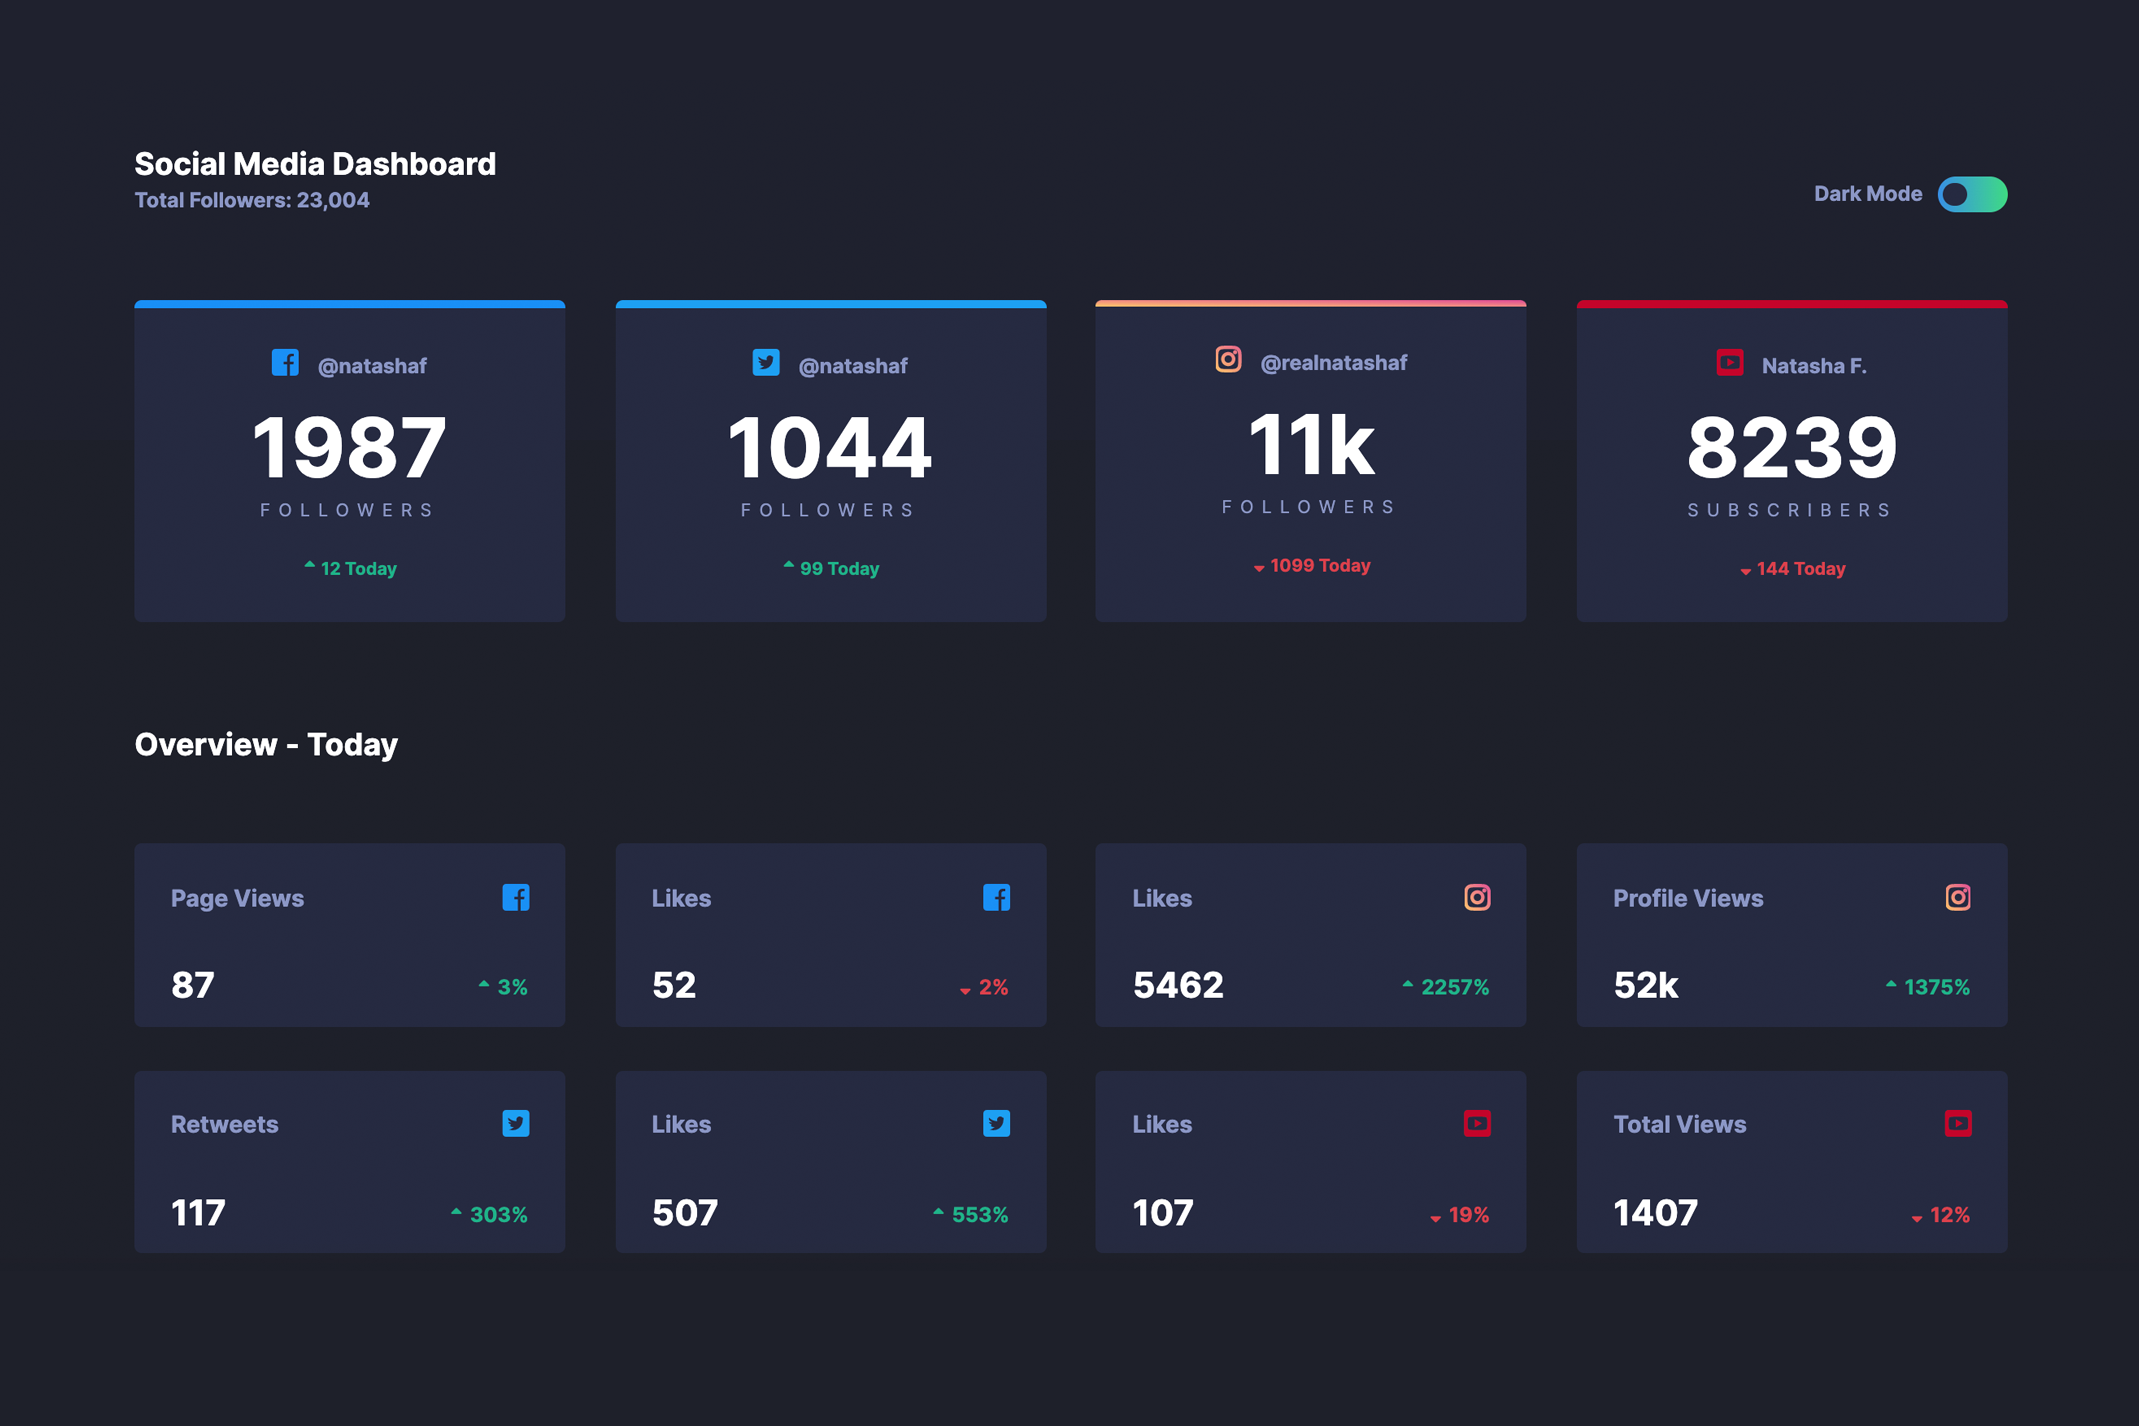 Social Media Dashboard
Total Followers: 23,004
Dark Mode
@natashaf
1987
FOLLOWERS
12 Today
@natashaf
1044
FOLLOWERS
99 Today
@realnatashaf
11k
FOLLOWERS
1099 Today
Natasha F.
8239
SUBSCRIBERS
144 Today
Overview - Today
Page Views
87
3%
Likes
52
2%
Likes
5462
2257%
Profile Views
52k
1375%
Retweets
117
303%
Likes
507
553%
Likes
107
19%
Total Views
1407
12%